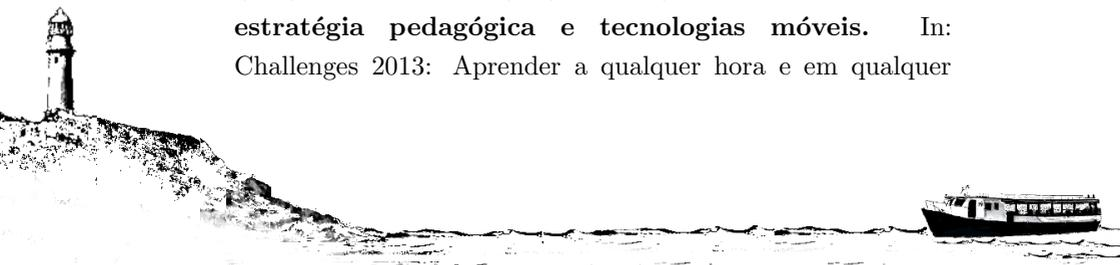 estratégia pedagógica e tecnologias móveis. In:
Challenges 2013: Aprender a qualquer hora e em qualquer